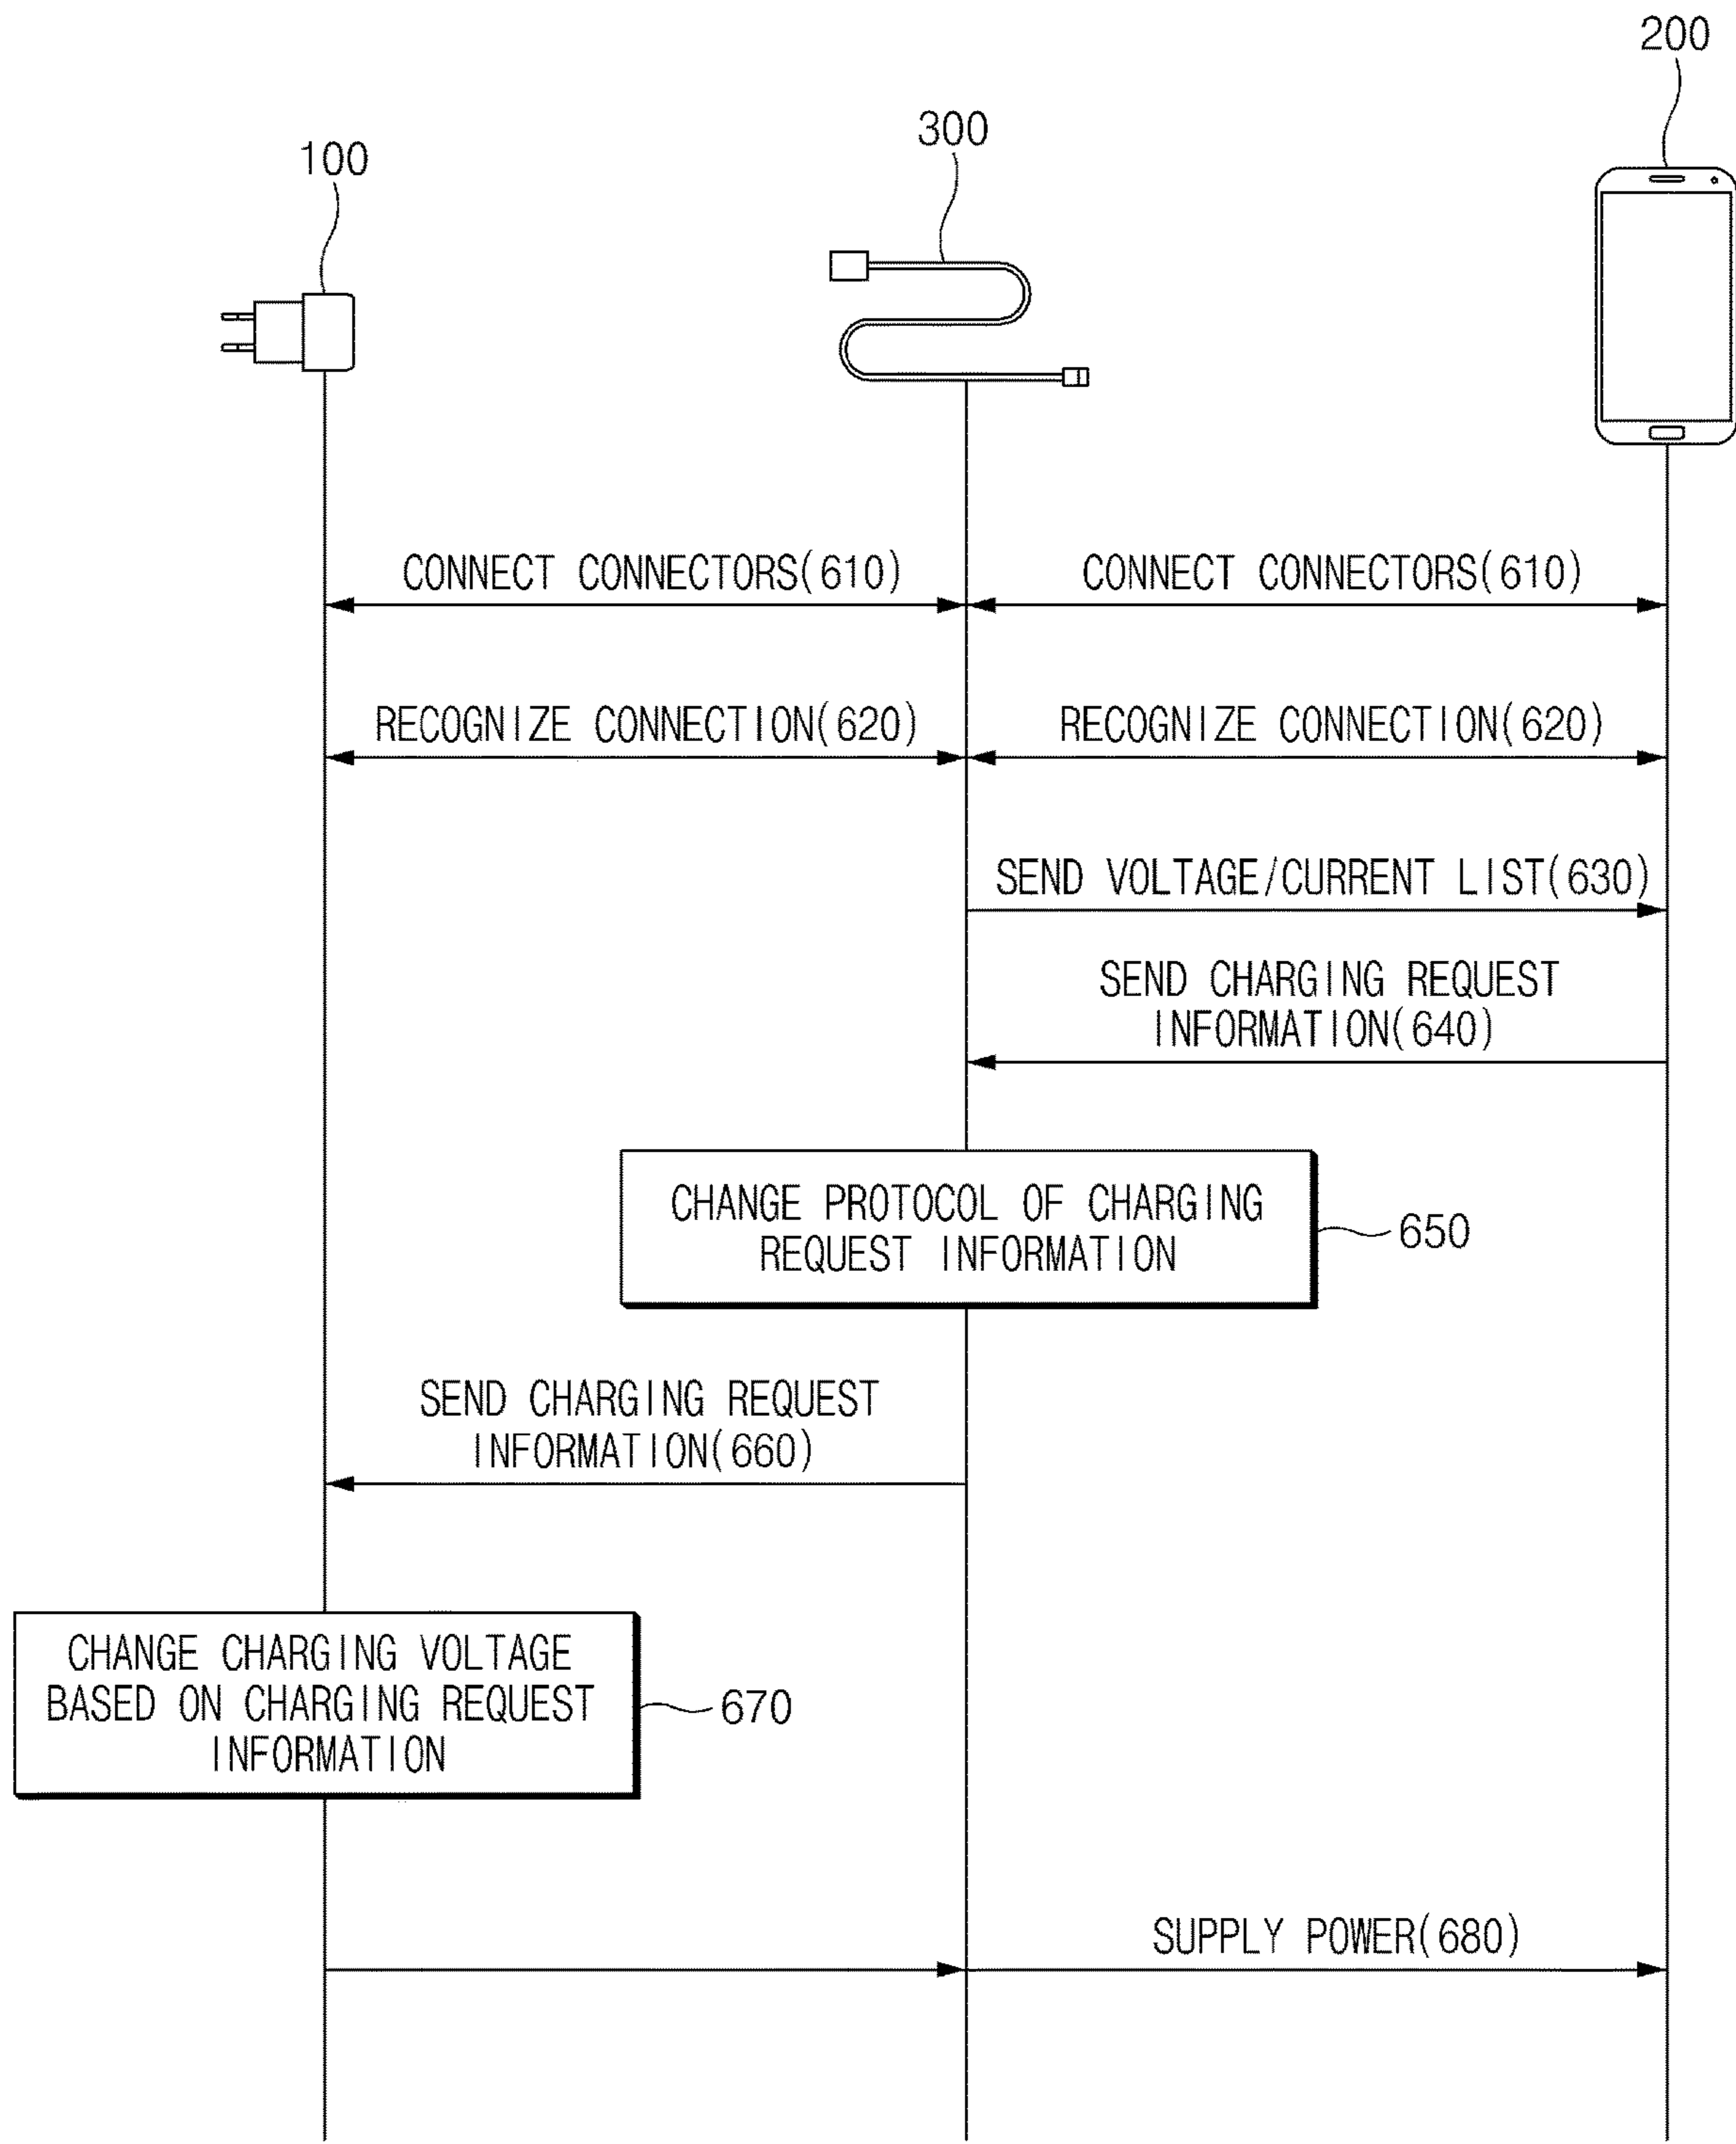 200
300
100
CONNECT CONNECTORS(610)
CONNECT CONNECTORS(610)
RECOGNIZE CONNECTION(620)
RECOGNIZE CONNECTION(620)
SEND VOLTAGE/CURRENT LIST(630)
SEND CHARGING REQUEST
INFORMATION(640)
CHANGE PROTOCOL OF CHARGING
REQUEST INFORMATION
650
SEND CHARGING REQUEST
INFORMATION(660)
CHANGE CHARGING VOLTAGE
BASED ON CHARGING REQUEST
INFORMATION
670
SUPPLY POWER(680)